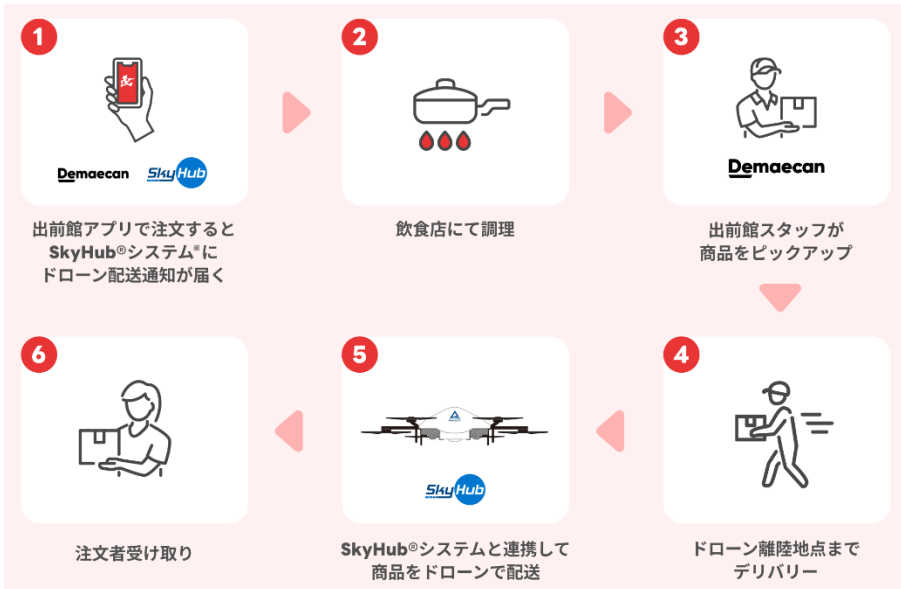 1
Demaecan SkyHub
出前館アプリで注文すると
SkyHub®システム※に
ドローン配送通知が届く
2
飲食店にて調理
3
Demaecan
出前館スタッフが
商品をピックアップ
4
ドローン離陸地点まで
デリバリー
5
SkyHub
SkyHub®システムと連携して
商品をドローンで配送
6
注文者受け取り